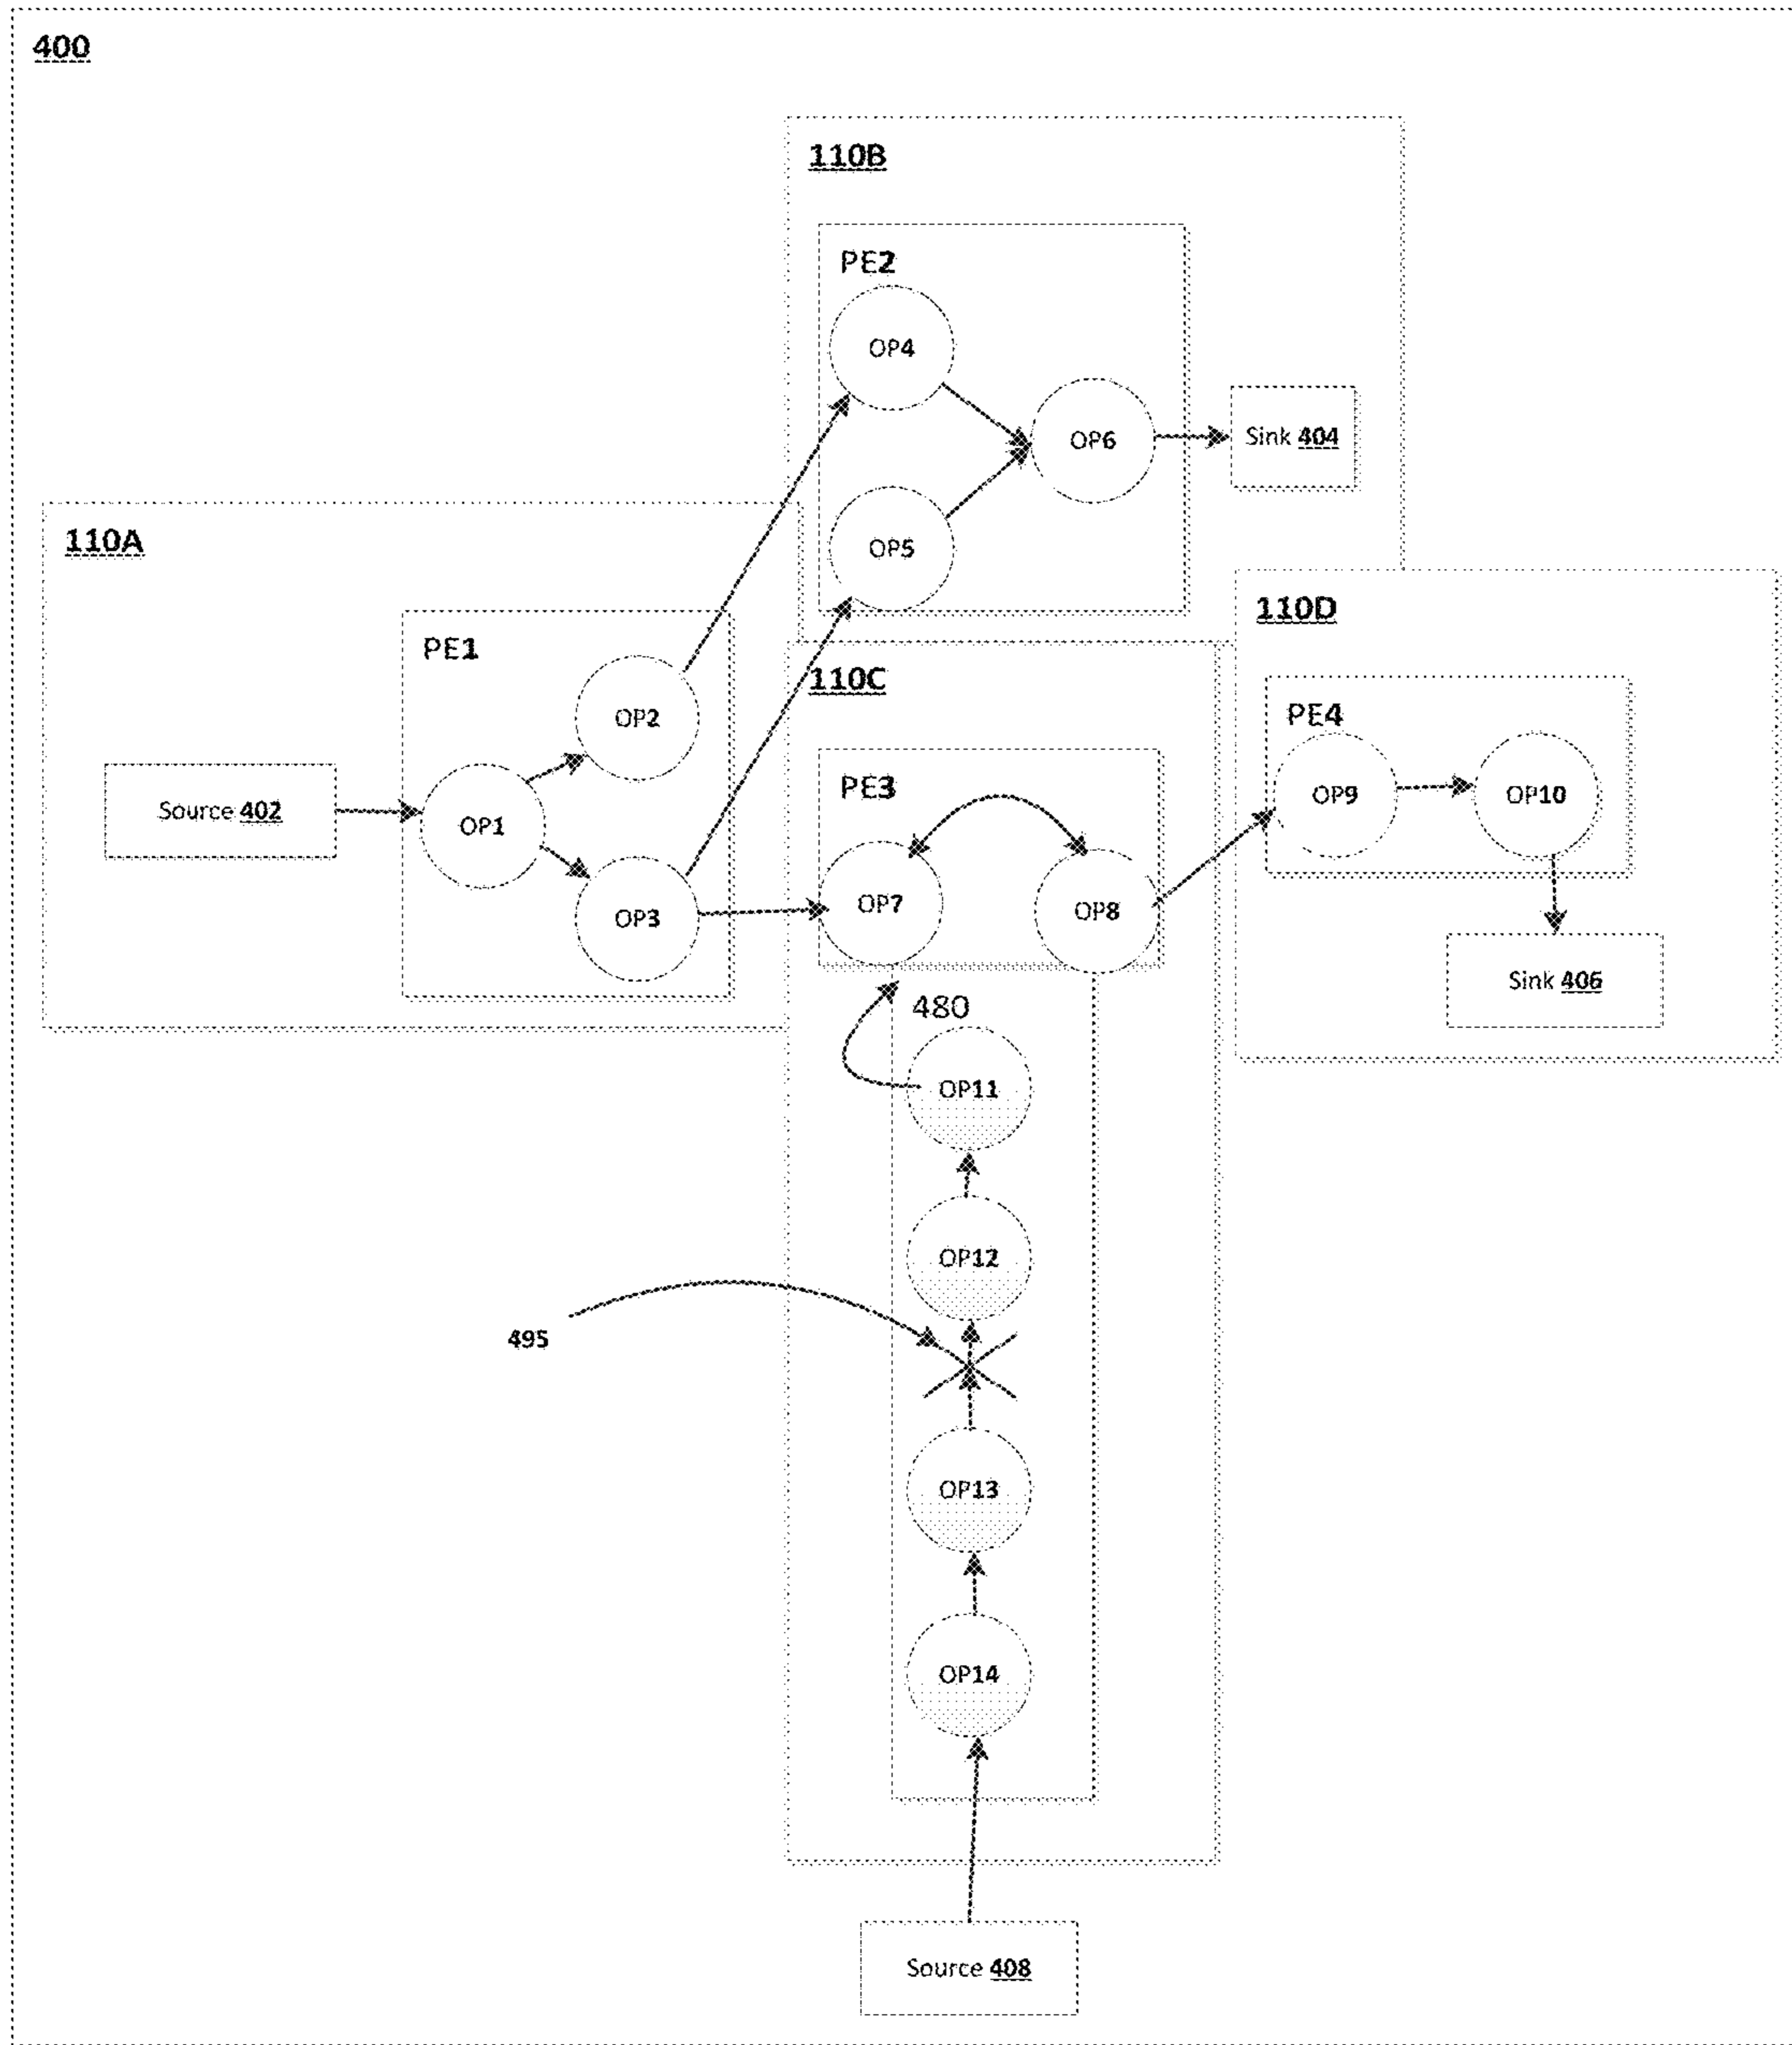 400
110B
PE2
OP4
OP6
Sink 404
OP5
110A
PE1
OP2
Source 402
OP1
OP3
110D
PE4
OP9
OP10
Sink 406
110C
PE3
OP7
OP8
480
OP11
OP12
495
OP13
OP14
Source 408